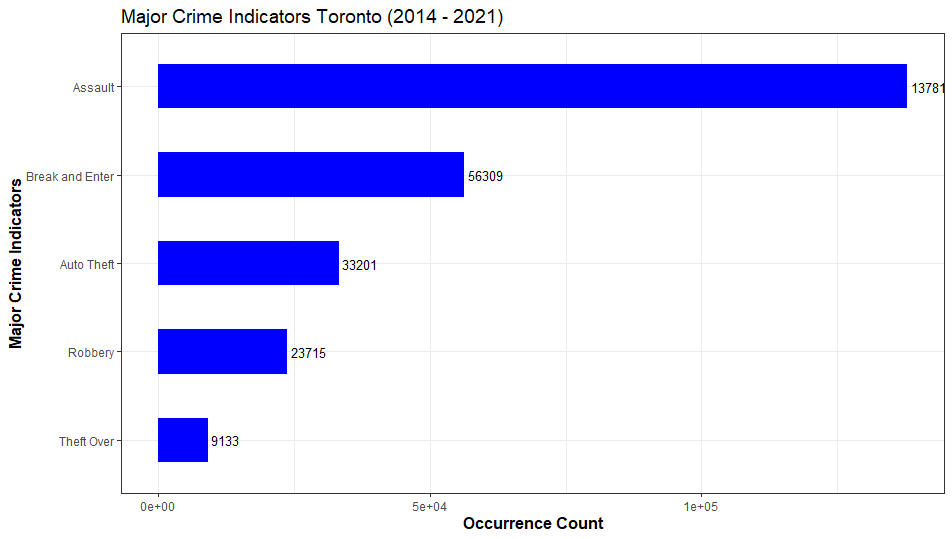 Major Crime Indicators Toronto (2014 - 2021)
Major Crime Indicators
Assault
13781
Break and Enter
56309
Auto Theft
33201
Robbery
23715
Theft Over
9133
0e+00
5e+04
1e+05
Occurrence Count